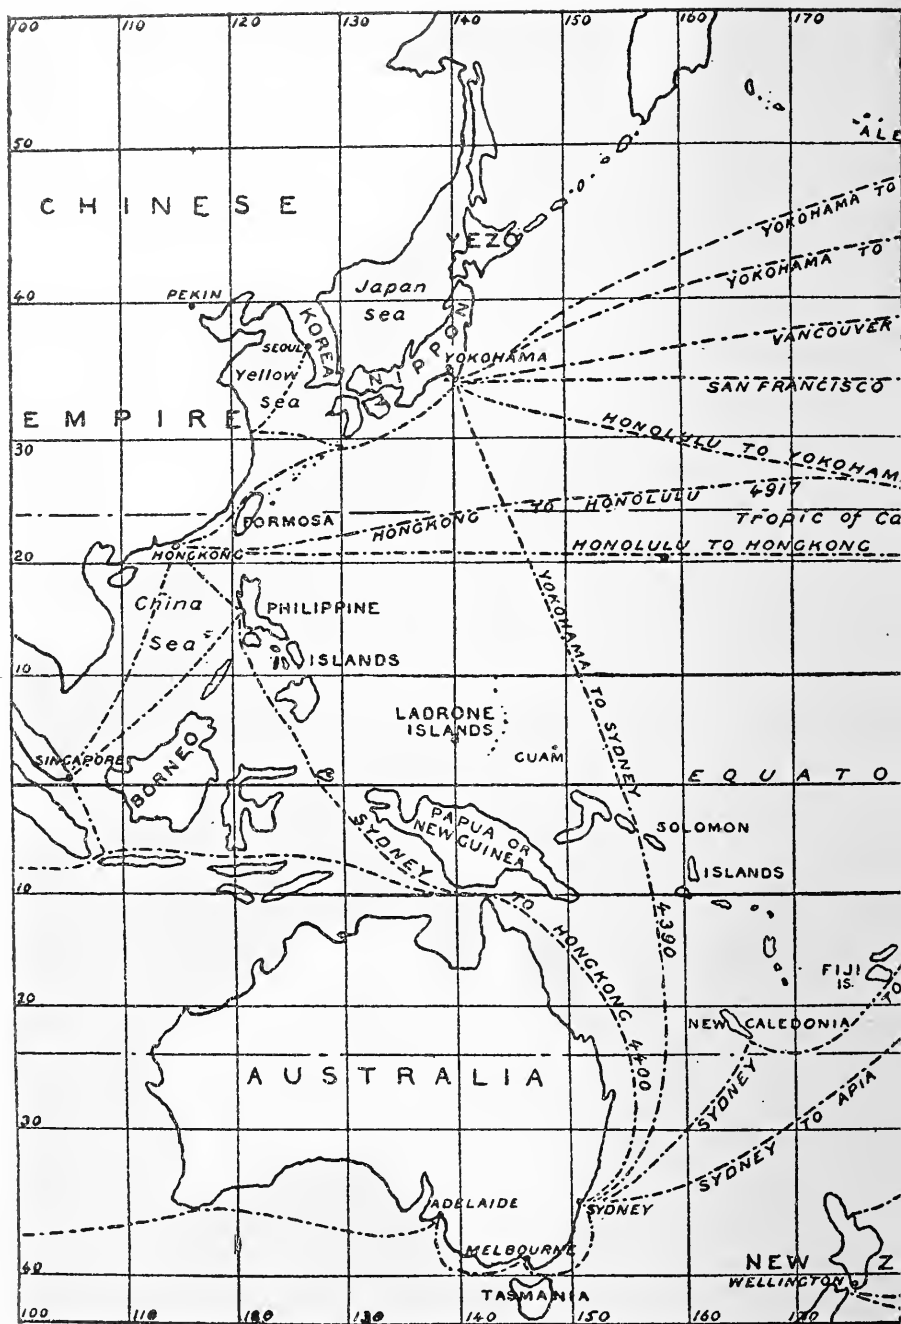 100 110 120 130 140 150 160 170
ALE
50
CHINESE
YOKOHAMA TO
YEZO
YOKOHAMA TO
40
PEKIN
Japan
Sea
KOREA
NIPPON
VANCOUVER
SEOUL
YOKOHAMA
Yellow
Sea
SAN FRANCISCO
EMPIRE
30
HONOLULU TO YOKOHAM
HONGKONG TO HONOLULU 4917
FORMOSA
Tropic of Ca
20
HONGKONG
HONOLULU TO HONGKONG
China
Sea
PHILIPPINE
ISLANDS
YOKOHAMA TO SYDNEY 4390
10
LADRONE
ISLANDS
GUAM
SINGAPORE
BORNEO
EQUATO
PAPUA OR
NEW GUINEA
SOLOMON
ISLANDS
SYDNEY TO HONGKONG 4400
10
FIJI
IS.
TO
20
NEW CALEDONIA
AUSTRALIA
SYDNEY
SYDNEY TO APIA
30
ADELAIDE
SYDNEY
MELBOURNE
NEW Z
WELLINGTON
40
TASMANIA
100 110 120 130 140 150 160 170